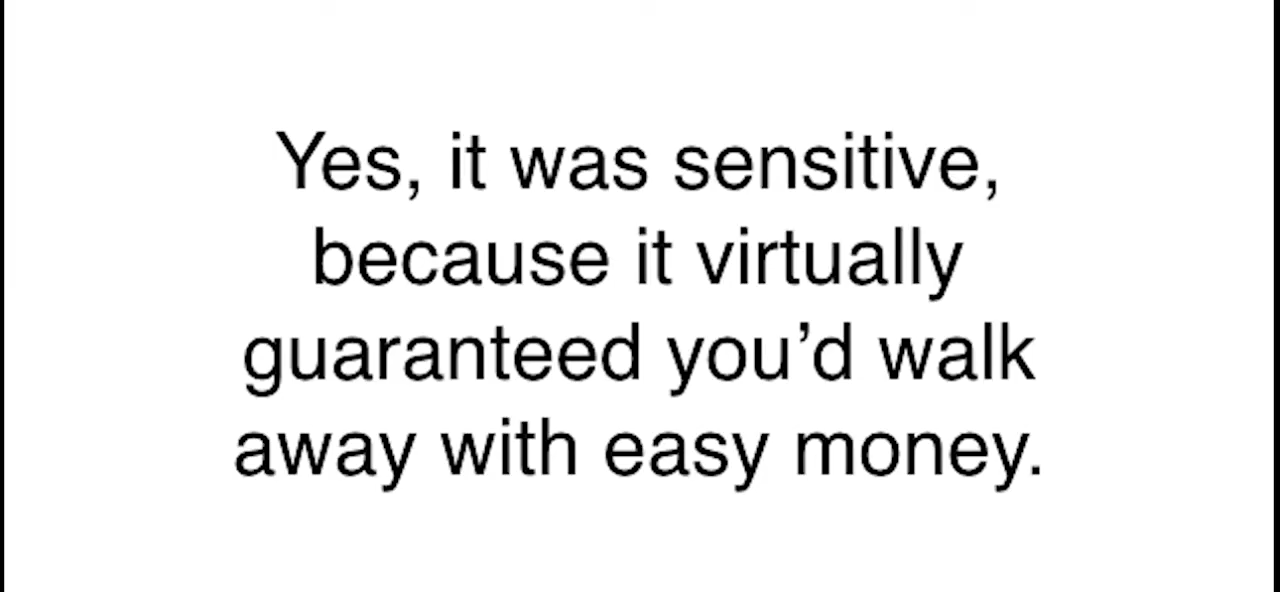 Yes, it was sensitive,
because it virtually
guaranteed you’d walk
away with easy money.